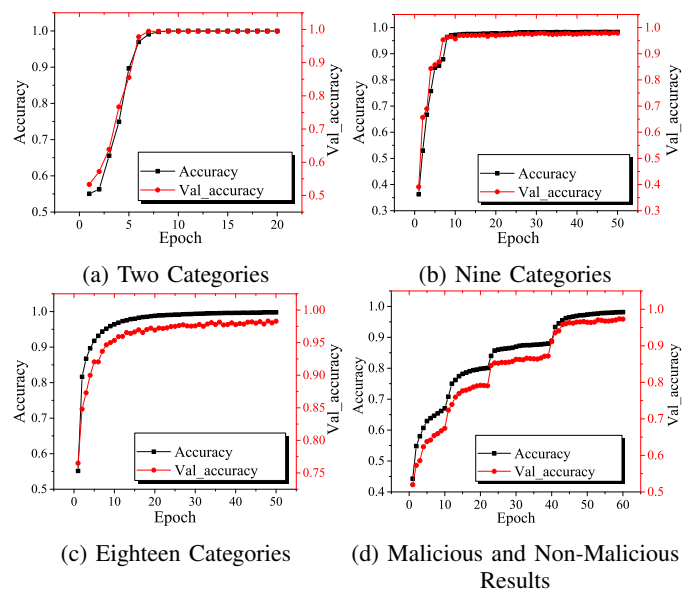 1.0
0.9
0.8
0.7
0.6
0.5
Accuracy
1.0
0.9
0.8
0.7
0.6
0.5
Val_accuracy
Accuracy
Val_accuracy
0 5 10 15 20
Epoch
(a) Two Categories
1.0
0.9
0.8
0.7
0.6
0.5
0.4
0.3
Accuracy
1.0
0.9
0.8
0.7
0.6
0.5
0.4
0.3
Val_accuracy
Accuracy
Val_accuracy
0 10 20 30 40 50
Epoch
(b) Nine Categories
1.0
0.9
0.8
0.7
0.6
0.5
Accuracy
1.00
0.95
0.90
0.85
0.80
0.75
Val_accuracy
Accuracy
Val_accuracy
0 10 20 30 40 50
Epoch
(c) Eighteen Categories
1.0
0.9
0.8
0.7
0.6
0.5
0.4
Accuracy
1.0
0.9
0.8
0.7
0.6
0.5
Val_accuracy
Accuracy
Val_accuracy
0 10 20 30 40 50 60
Epoch
(d) Malicious and Non-Malicious
Results